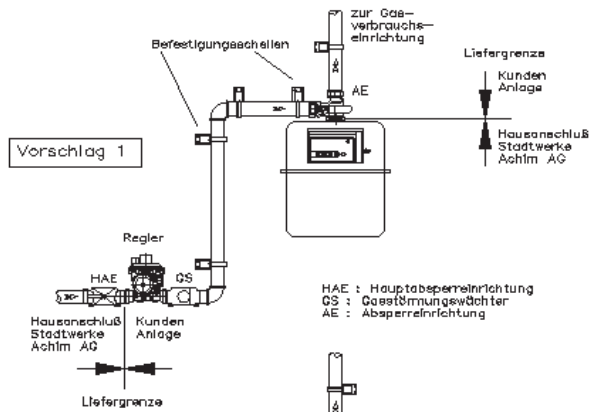 zur Gas-
verbrauchs-
einrichtung
Befestigungsschellen
Liefergrenze
AE
Kunden
Anlage
Hausanschluß
Stadtwerke
Achim AG
Vorschlag 1
Regler
HAE
GS
HAE : Hauptabsperreinrichtung
GS : Gasströmungswächter
AE : Absperreinrichtung
Hausanschluß
Stadtwerke
Achim AG
Kunden
Anlage
Liefergrenze